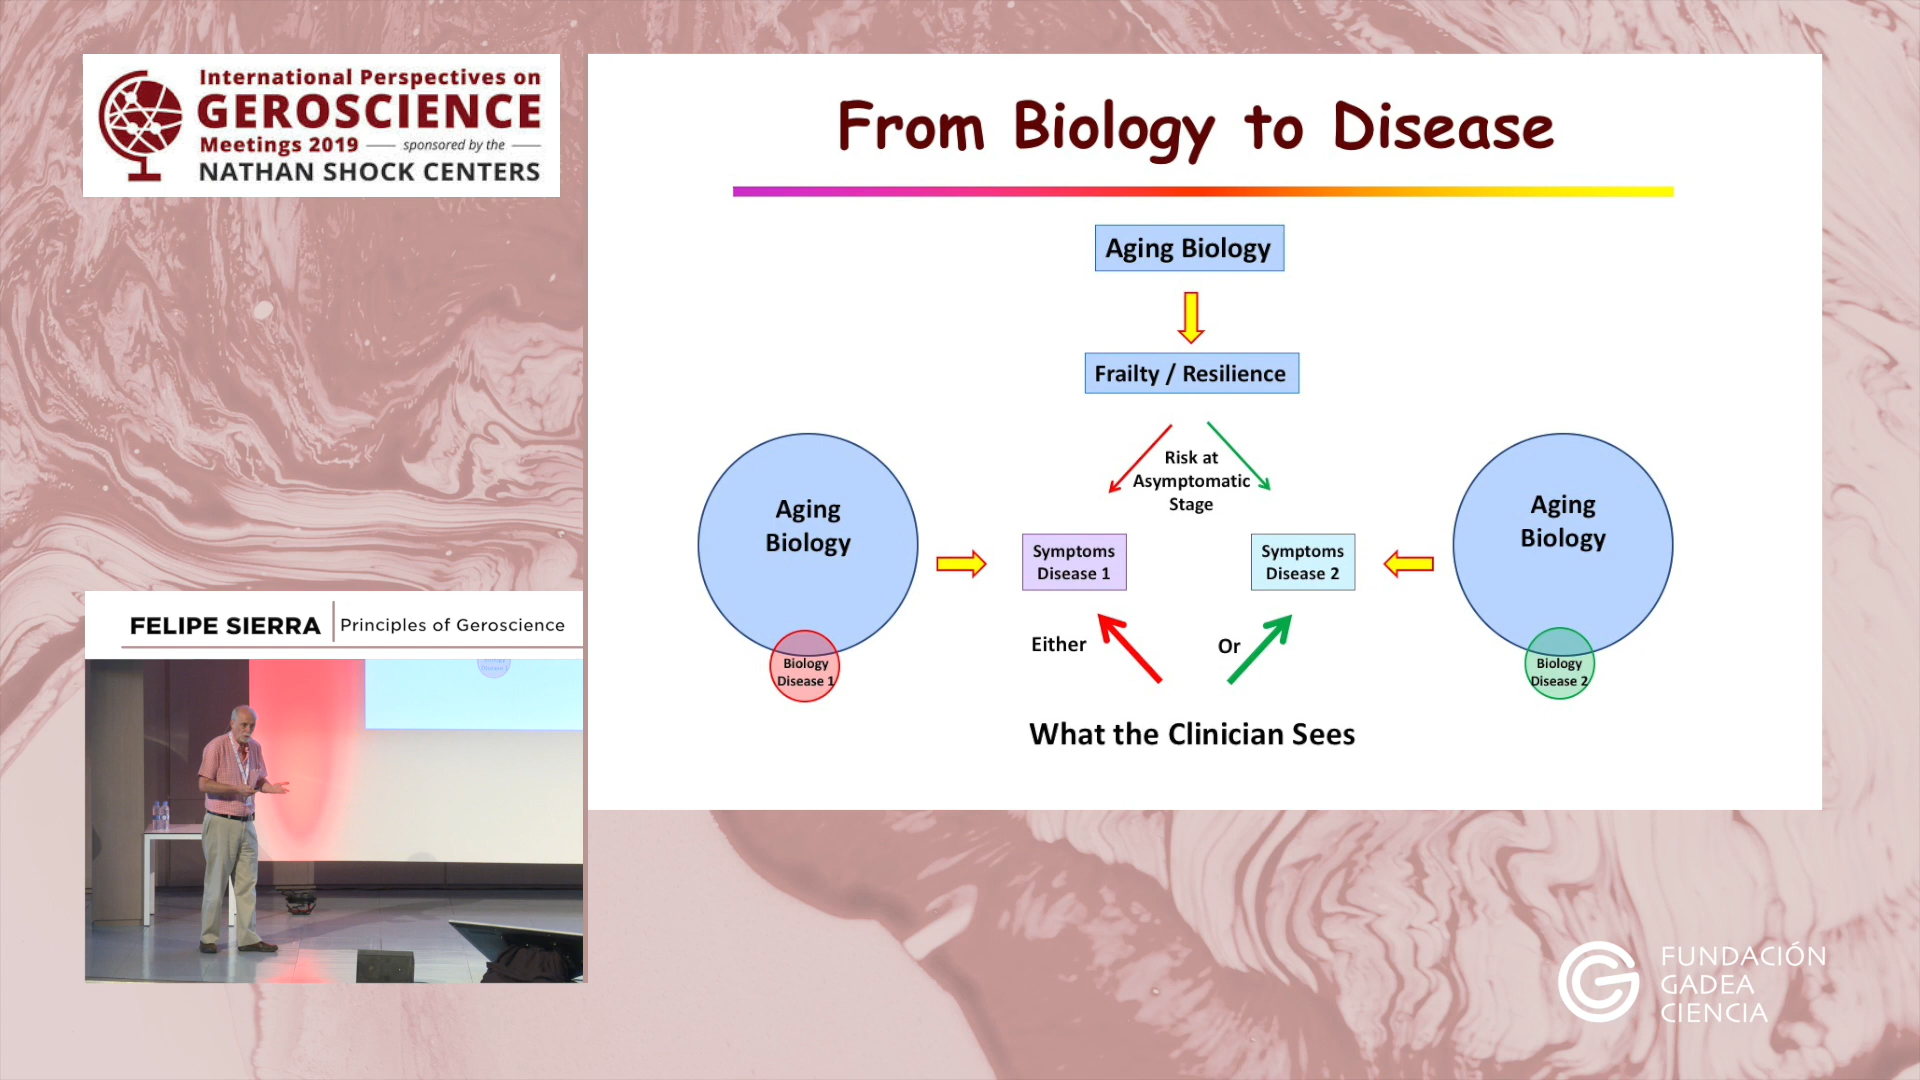 International Perspectives on
GEROSCIENCE
Meetings 2019 — sponsored by the —
NATHAN SHOCK CENTERS
FELIPE SIERRA | Principles of Geroscience
From Biology to Disease
Aging Biology
Frailty / Resilience
Risk at
Asymptomatic
Stage
Aging
Biology
Biology
Disease 1
Symptoms
Disease 1
Symptoms
Disease 2
Aging
Biology
Biology
Disease 2
Either
Or
What the Clinician Sees
FUNDACIÓN
GADEA
CIENCIA